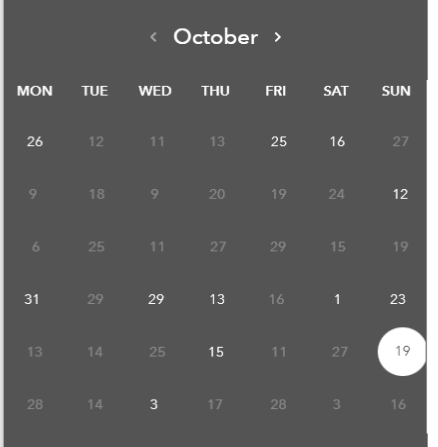 ‹ October ›
MON TUE WED THU FRI SAT SUN
26 12 11 13 25 16 27
9 18 9 20 19 24 12
6 25 11 27 29 15 19
31 29 29 13 16 1 23
13 14 25 15 11 27 19
28 14 3 17 28 3 16